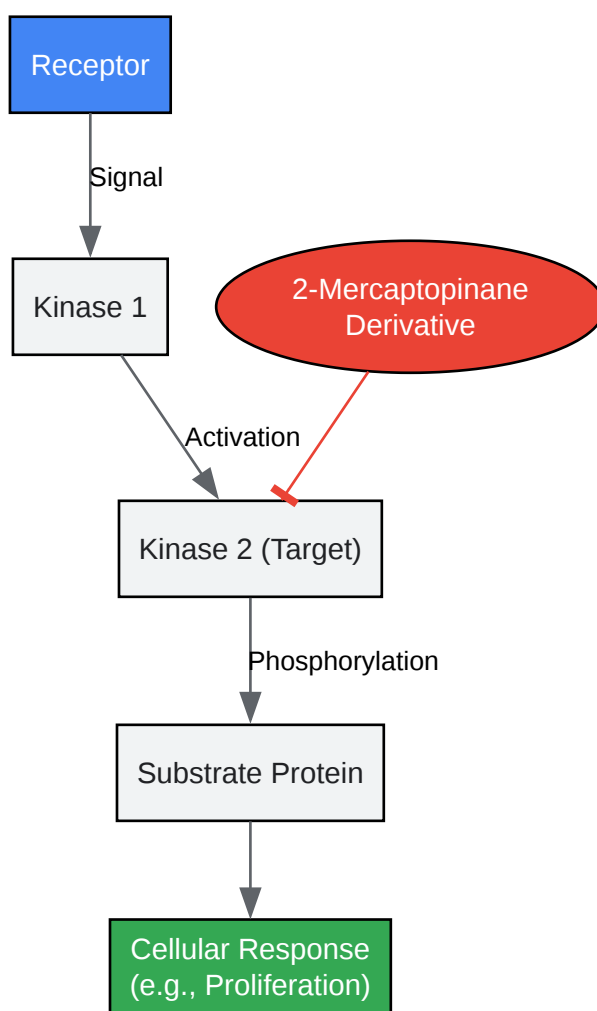 Receptor
Signal
Kinase 1
2-Mercaptopinane
Derivative
Activation
Kinase 2 (Target)
Phosphorylation
Substrate Protein
Cellular Response
(e.g., Proliferation)